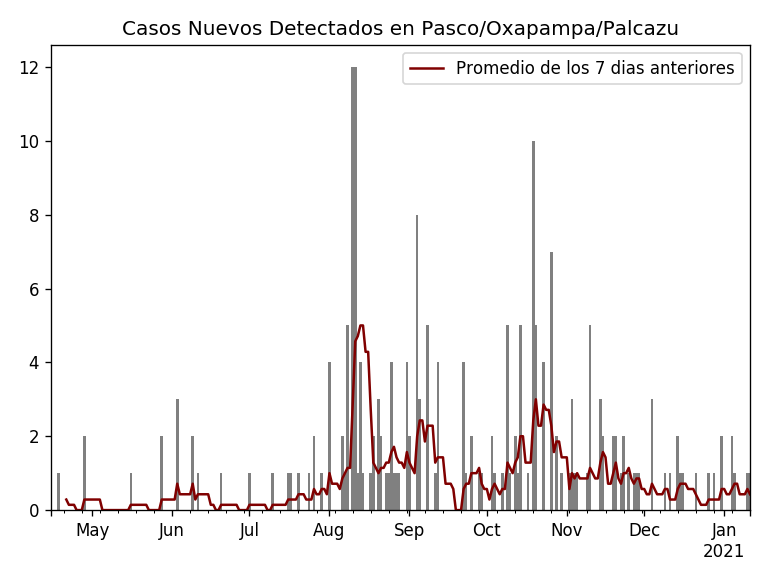 Casos Nuevos Detectados en Pasco/Oxapampa/Palcazu
Promedio de los 7 dias anteriores
12
10
8
6
4
2
0
May Jun Jul Aug Sep Oct Nov Dec Jan
2021